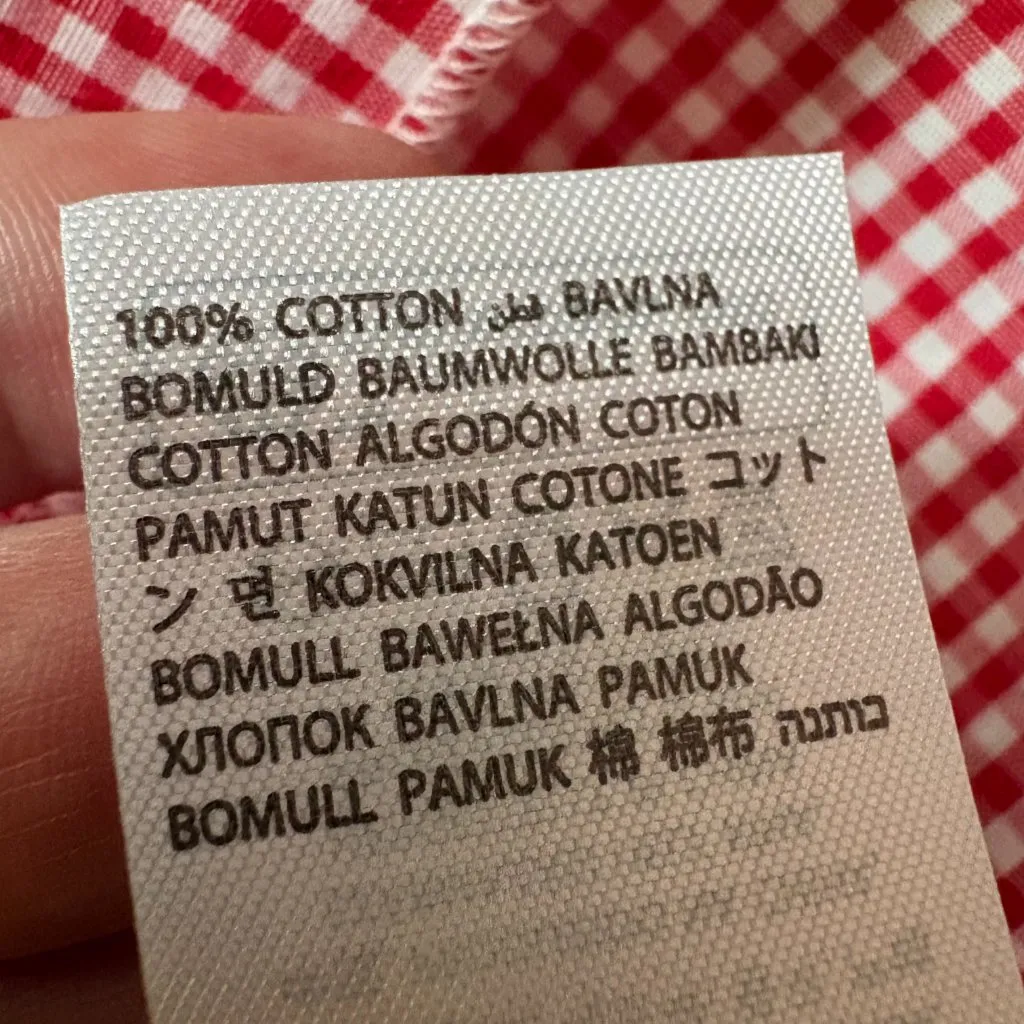 100% COTTON قطن BAVLNA
BOMULD BAUMWOLLE BAMBAKI
COTTON ALGODÓN COTON
PAMUT KATUN COTONE コット
ン 면 KOKVILNA KATOEN
BOMULL BAWEŁNA ALGODÃO
ХЛОПОК BAVLNA PAMUK
BOMULL PAMUK 棉 棉布 כותנה